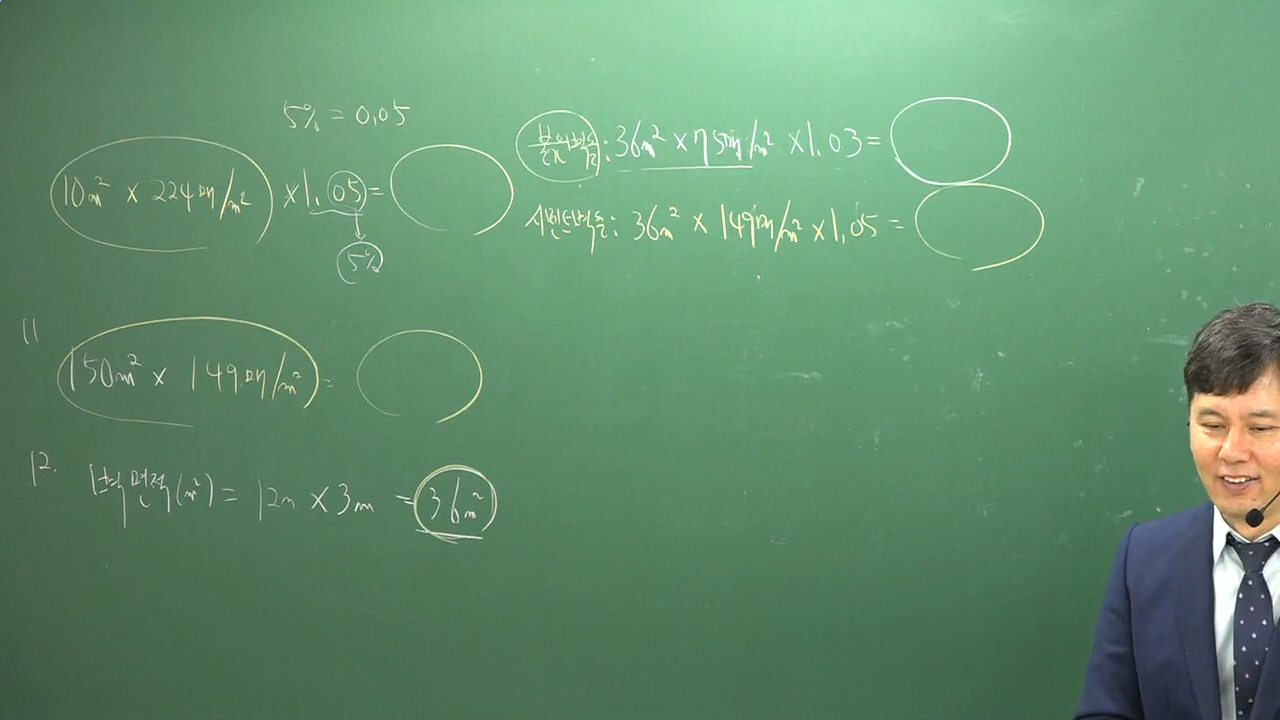 5% = 0.05
10m² × 224매/m² × 1.05 =
5%
11
150m² × 149매/m² =
12. 벽면적(m²) = 12m × 3m = 36m²
붉은벽돌: 36m² × 75매/m² × 1.03 =
시멘트벽돌: 36m² × 149매/m² × 1.05 =